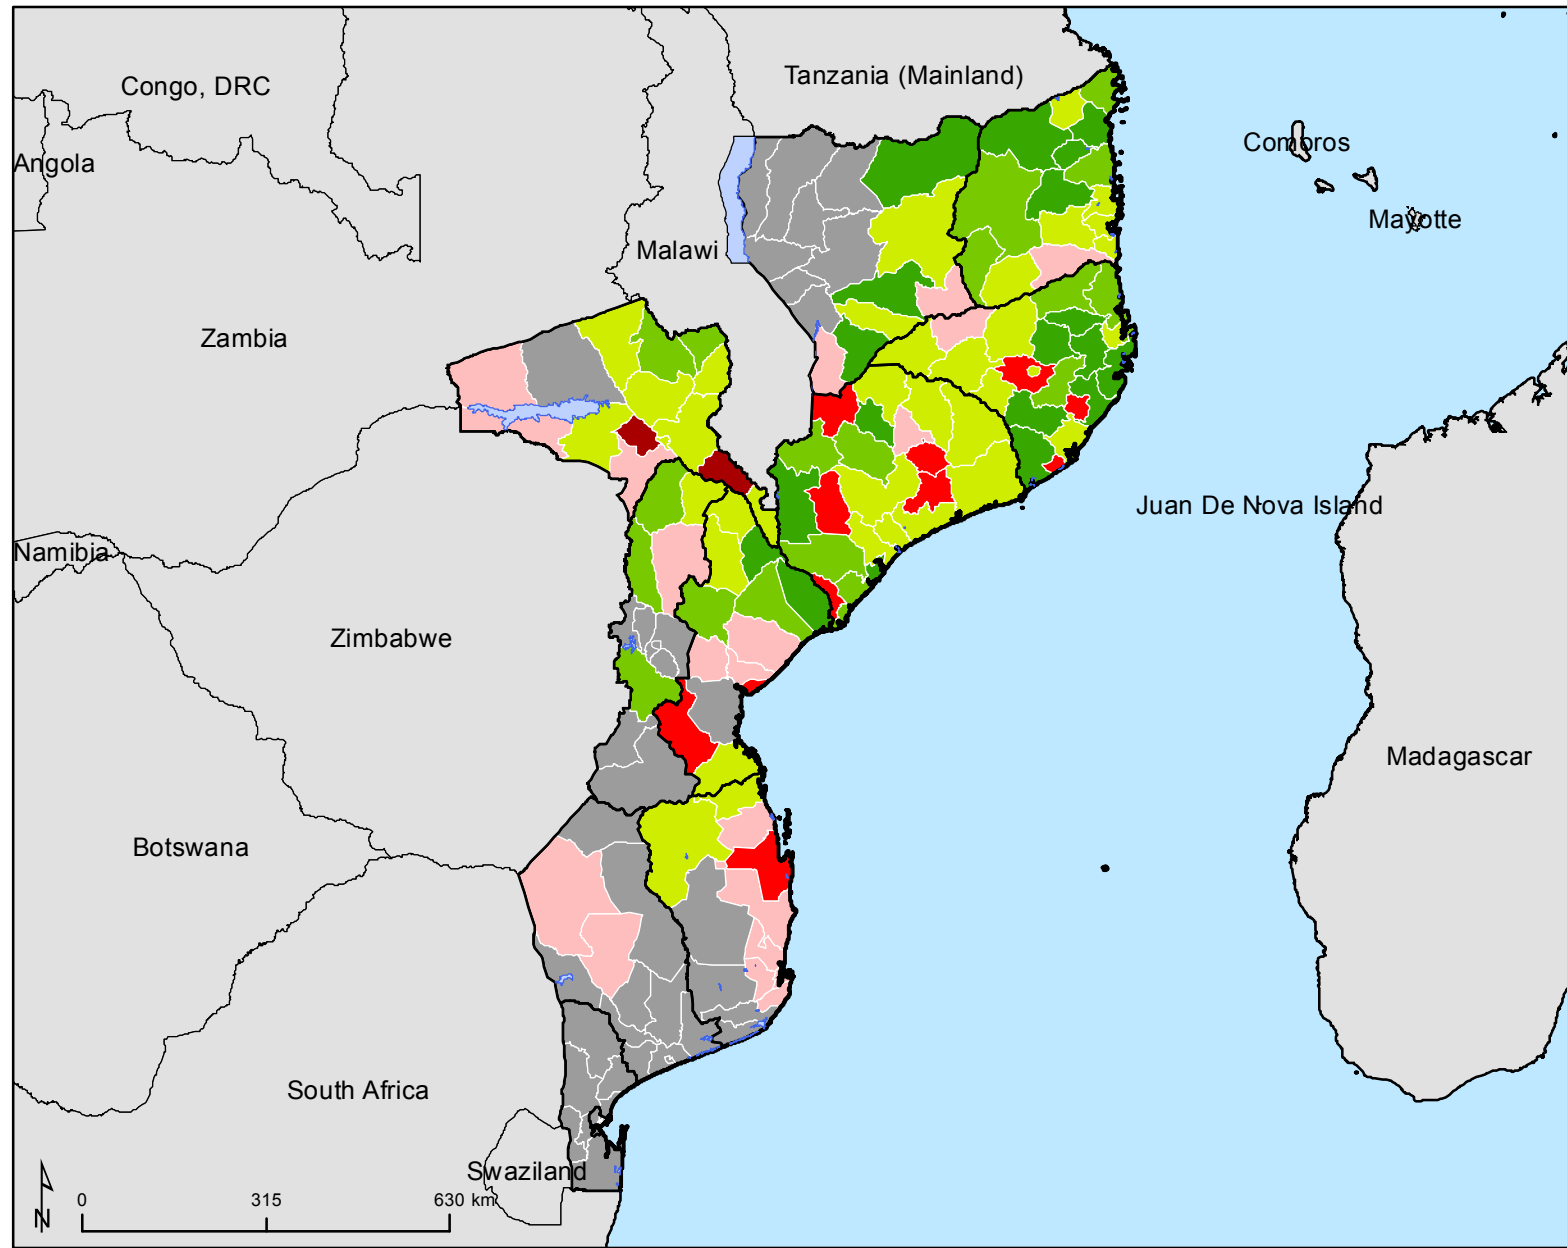 Tanzania (Mainland)
Congo, DRC
Comoros
Angola
Mayotte
Malawi
Zambia
Juan De Nova Island
Namibia
Zimbabwe
Madagascar
Botswana
South Africa
Swaziland
0 315 630 km
N